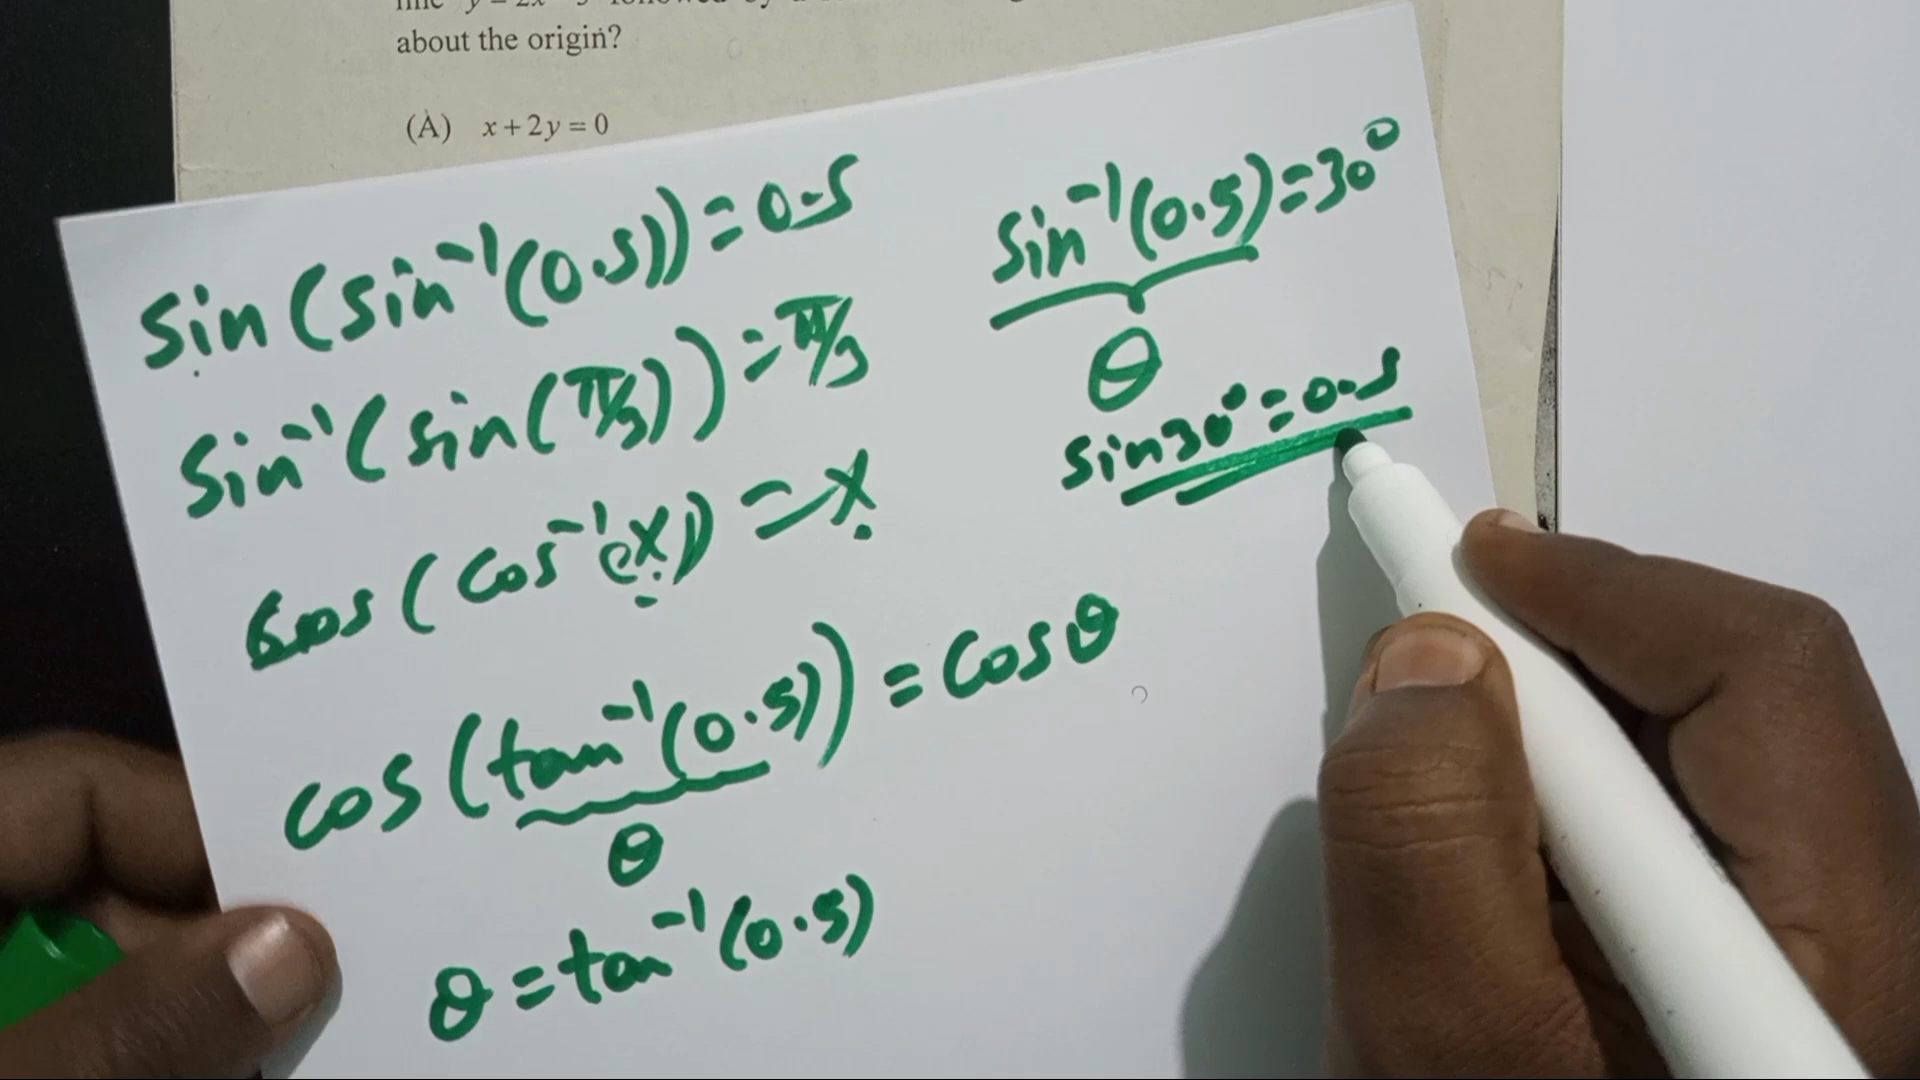 about the origin?
(A) x + 2y = 0
sin(sin⁻¹(0.5)) = 0.5
sin⁻¹(sin(π/3)) = π/3
cos(cos⁻¹(x)) = x
cos(tan⁻¹(0.5)) = cosθ
θ
θ = tan⁻¹(0.5)
sin⁻¹(0.5) = 30°
θ
sin30° = 0.5